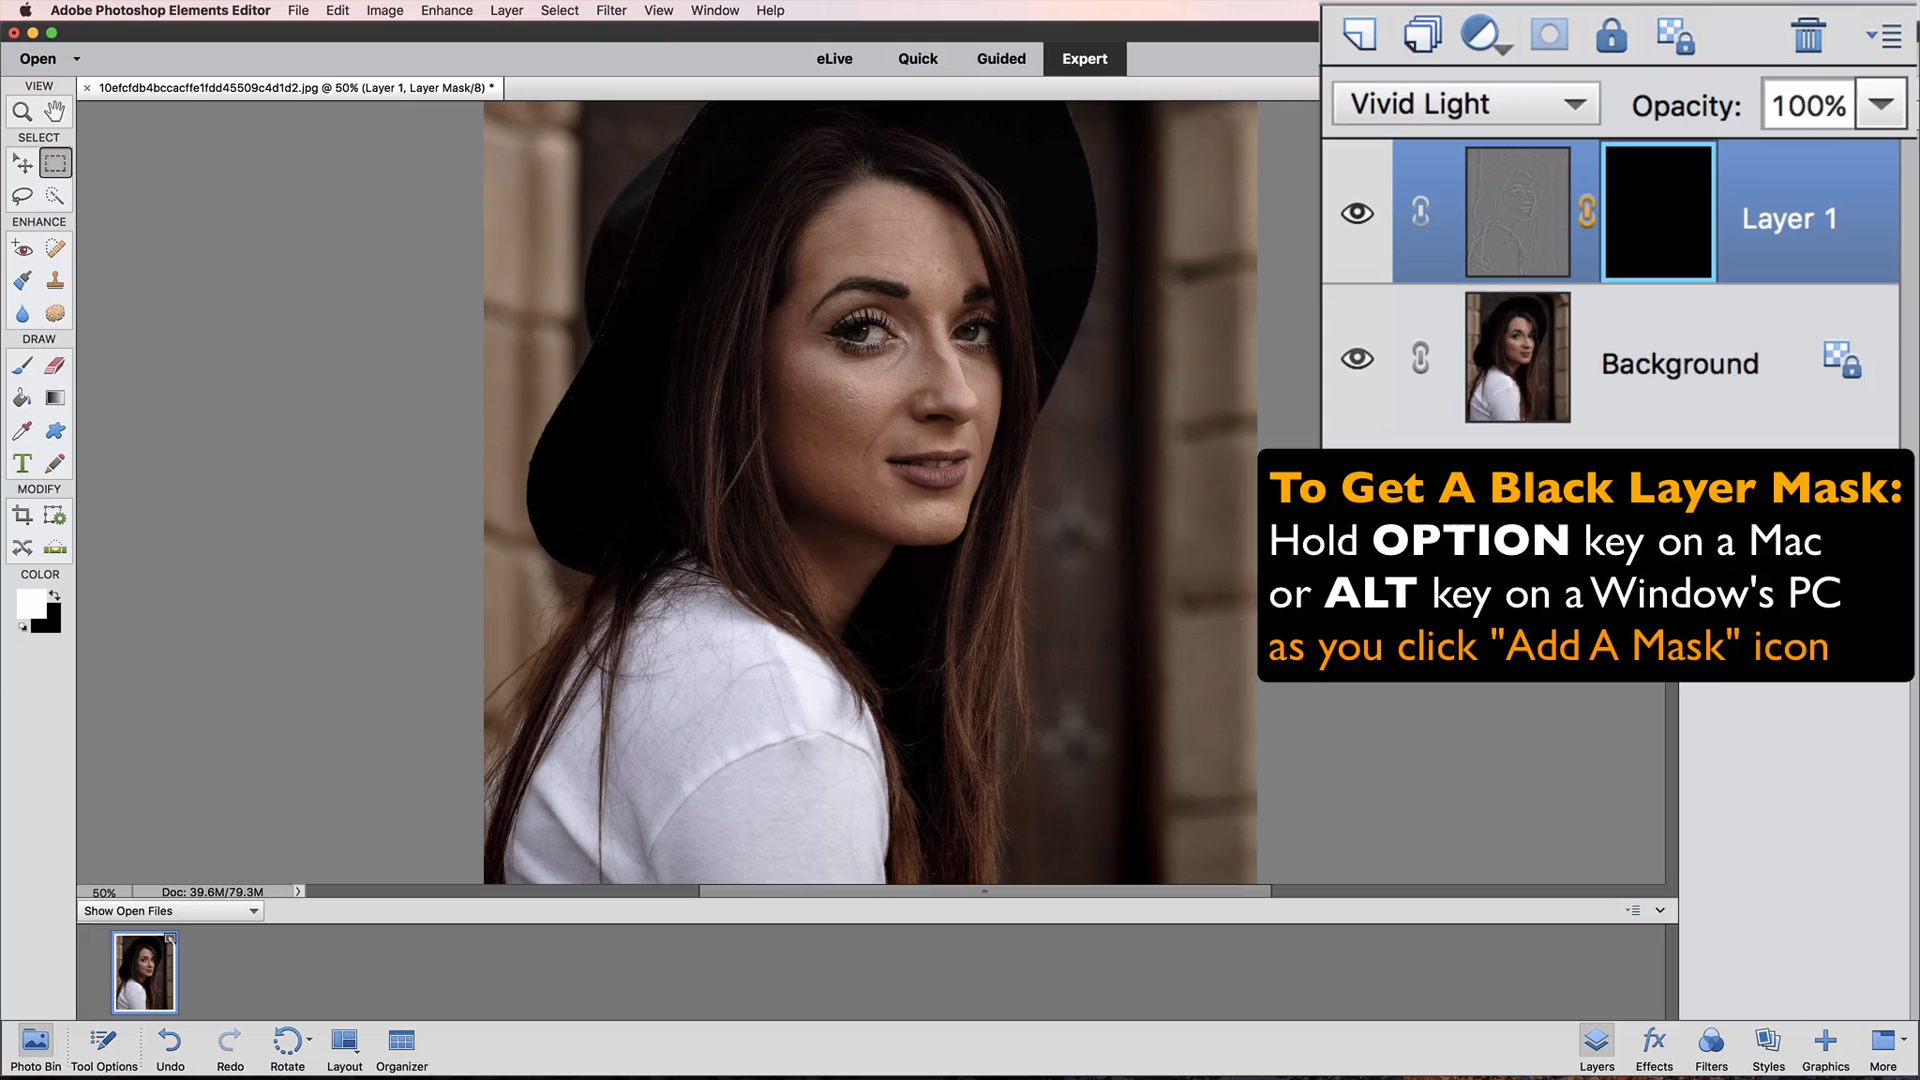 Adobe Photoshop Elements Editor File Edit Image Enhance Layer Select Filter View Window Help
Open eLive Quick Guided Expert
VIEW
× 10efcfdb4bccacffe1fdd45509c4d1d2.jpg @ 50% (Layer 1, Layer Mask/8) *
SELECT
ENHANCE
DRAW
MODIFY
COLOR
Vivid Light Opacity: 100%
Layer 1
Background
To Get A Black Layer Mask:
Hold OPTION key on a Mac
or ALT key on a Window's PC
as you click "Add A Mask" icon
50% Doc: 39.6M/79.3M
Show Open Files
Photo Bin Tool Options Undo Redo Rotate Layout Organizer
fx
Layers Effects Filters Styles Graphics More